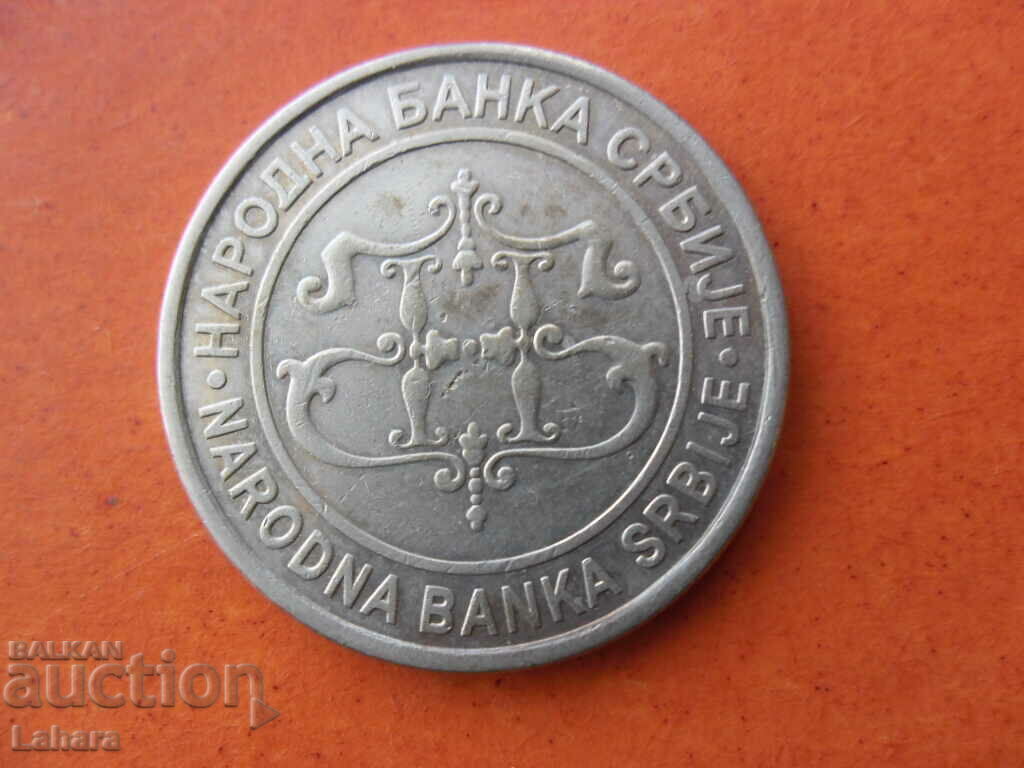 • НАРОДНА БАНКА СРБИЈЕ •
NARODNA BANKA SRBIJE
BALKAN
auction
Lahara